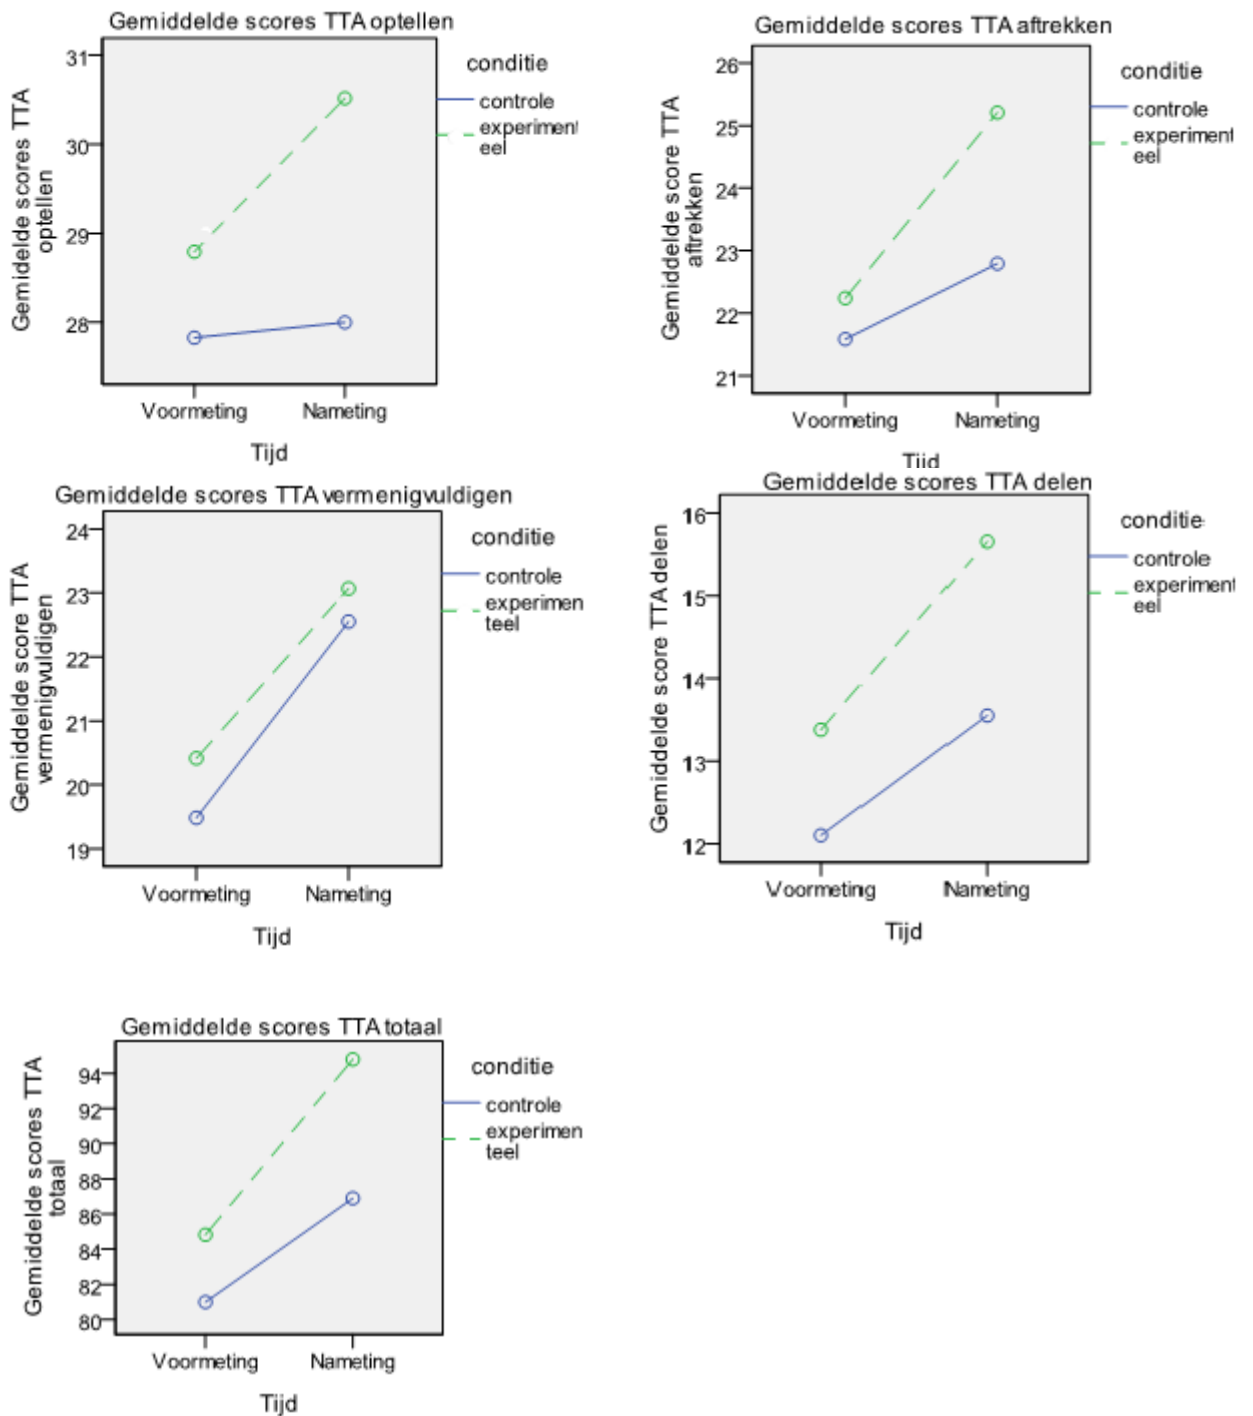 Gemiddelde scores TTA optellen
31
30
29
28
Gemidelde scores TTA
optellen
Voormeting
Nameting
Tijd
conditie
controle
experiment
eel
Gemiddelde scores TTA aftrekken
26
25
24
23
22
21
Gemiddelde score TTA
aftrekken
Voormeting
Nameting
Tijd
conditie
controle
experiment
eel
Gemiddelde scores TTA vermenigvuldigen
24
23
22
21
20
19
Gemiddelde score TTA
vermenigvuldigen
Voormeting
Nameting
Tijd
conditie
controle
experimen
teel
Gemiddelde scores TTA delen
16
15
14
13
12
Gemiddelde score TTA delen
Voormeting
Nameting
Tijd
conditie
controle
experiment
eel
Gemiddelde scores TTA totaal
94
92
90
88
86
84
82
80
Gemiddelde scores TTA
totaal
Voormeting
Nameting
Tijd
conditie
controle
experimen
teel